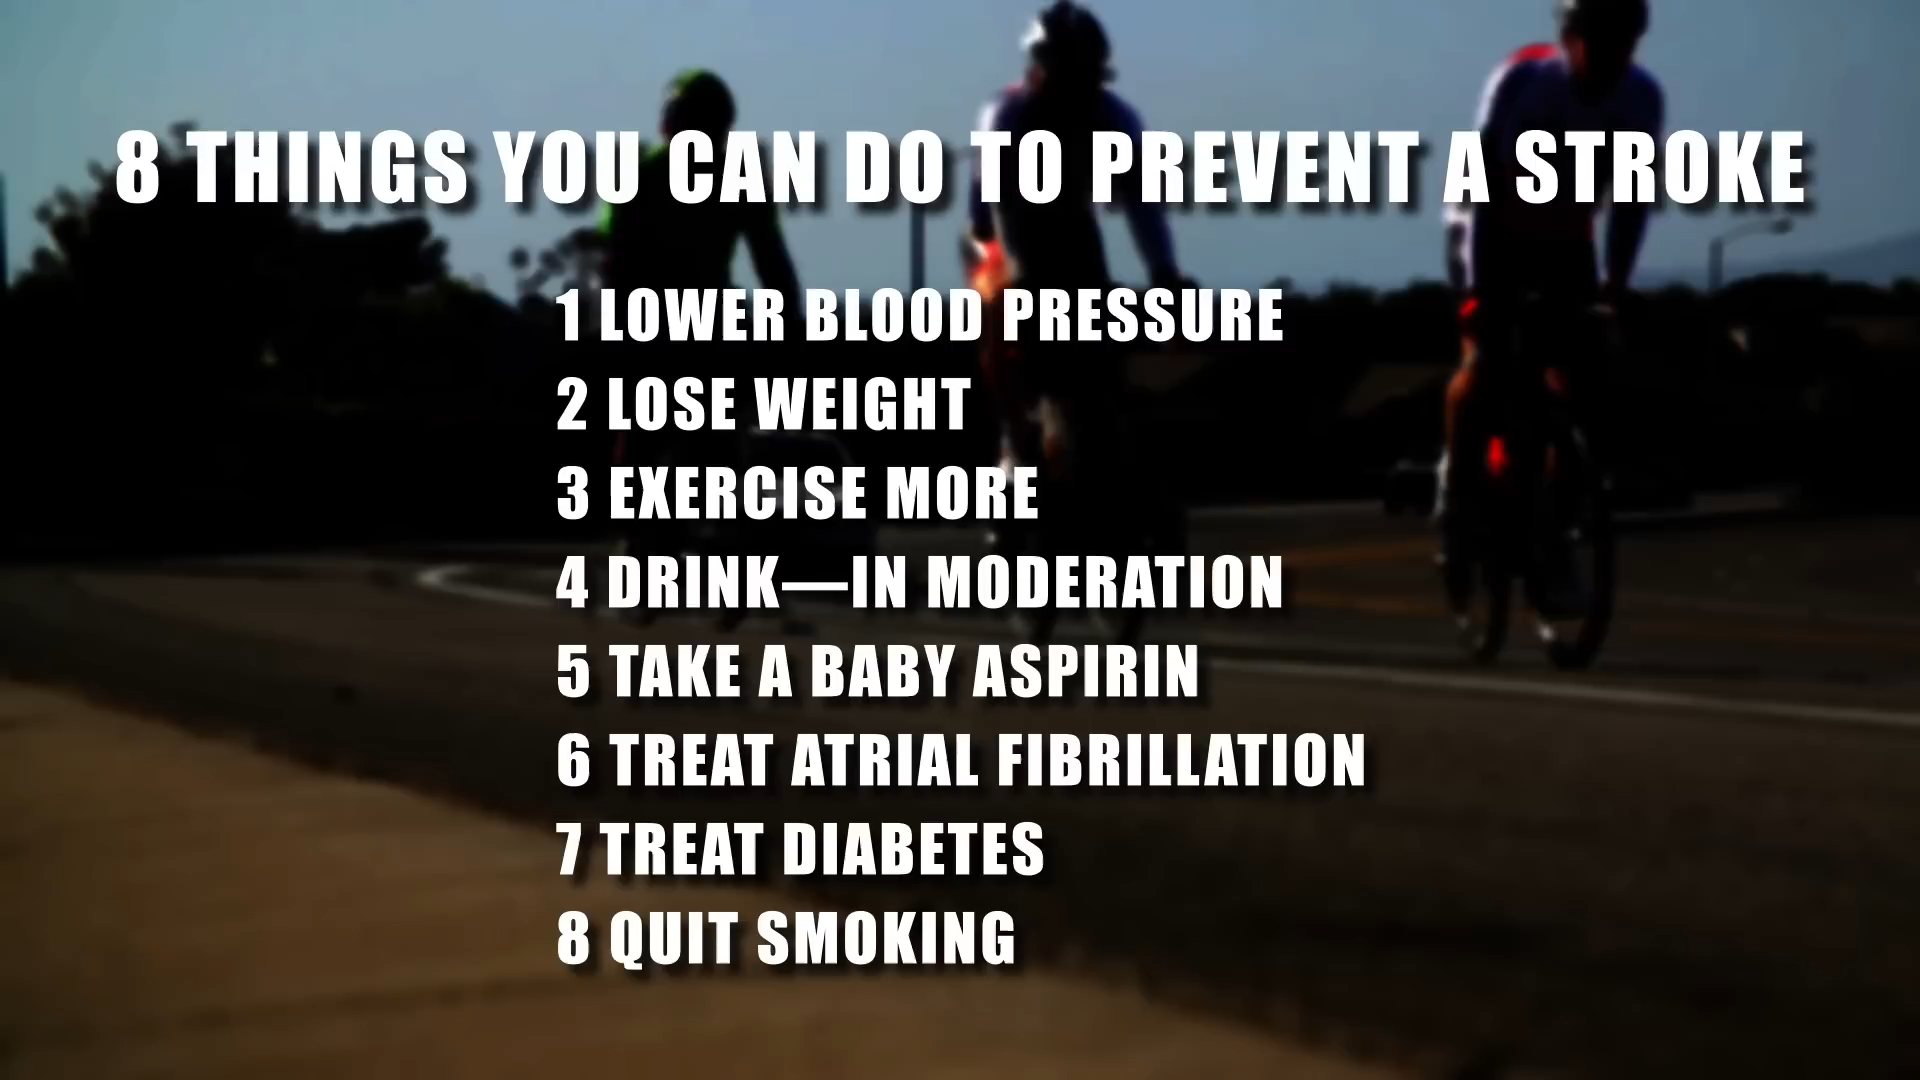 8 THINGS YOU CAN DO TO PREVENT A STROKE
1 LOWER BLOOD PRESSURE
2 LOSE WEIGHT
3 EXERCISE MORE
4 DRINK—IN MODERATION
5 TAKE A BABY ASPIRIN
6 TREAT ATRIAL FIBRILLATION
7 TREAT DIABETES
8 QUIT SMOKING